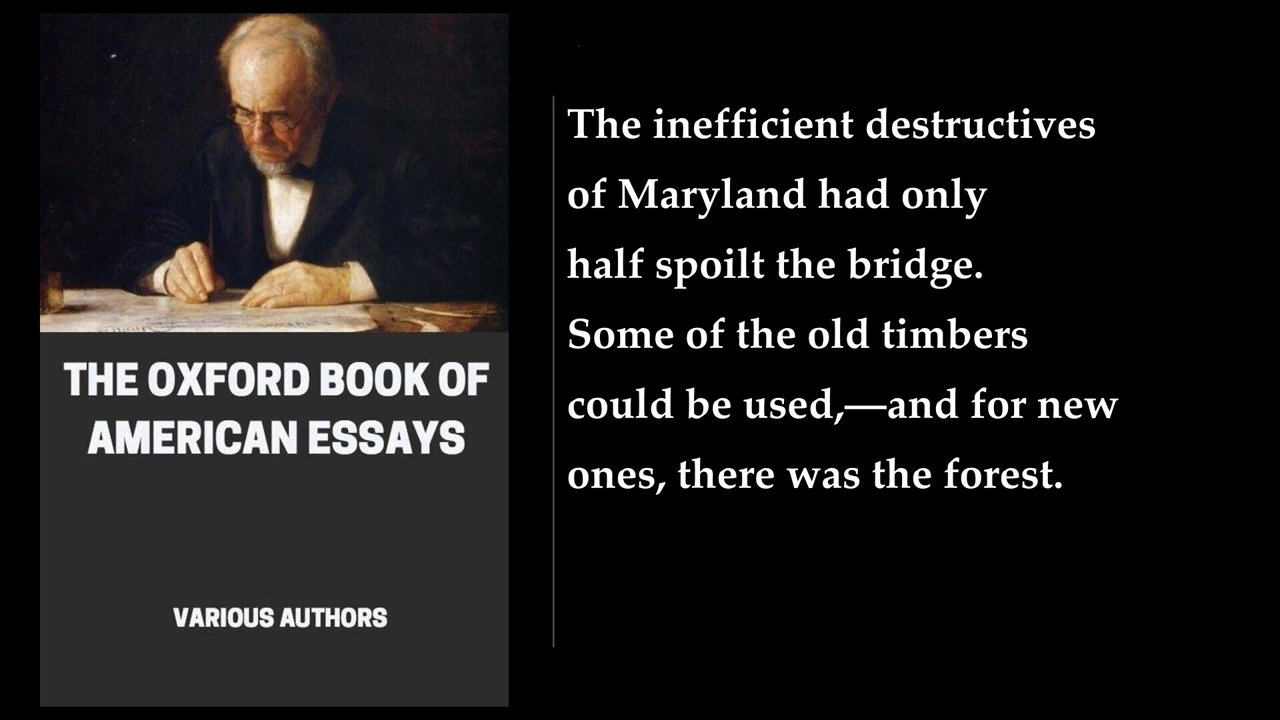 THE OXFORD BOOK OF
AMERICAN ESSAYS
VARIOUS AUTHORS
The inefficient destructives
of Maryland had only
half spoilt the bridge.
Some of the old timbers
could be used,—and for new
ones, there was the forest.